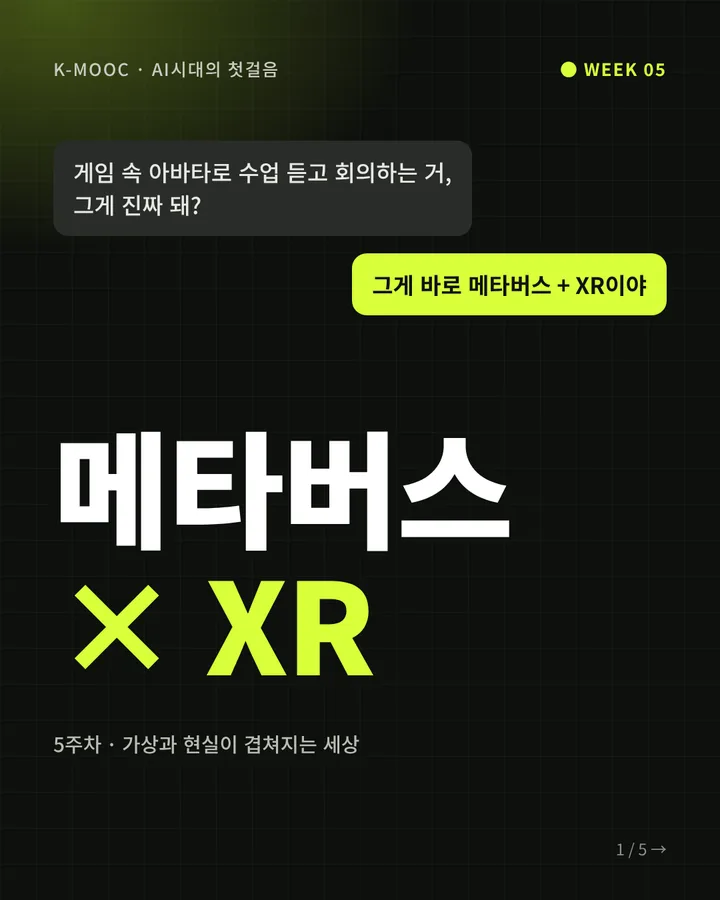 K-MOOC · AI시대의 첫걸음
● WEEK 05
게임 속 아바타로 수업 듣고 회의하는 거,
그게 진짜 돼?
그게 바로 메타버스 + XR이야
메타버스
× XR
5주차 · 가상과 현실이 겹쳐지는 세상
1 / 5 →